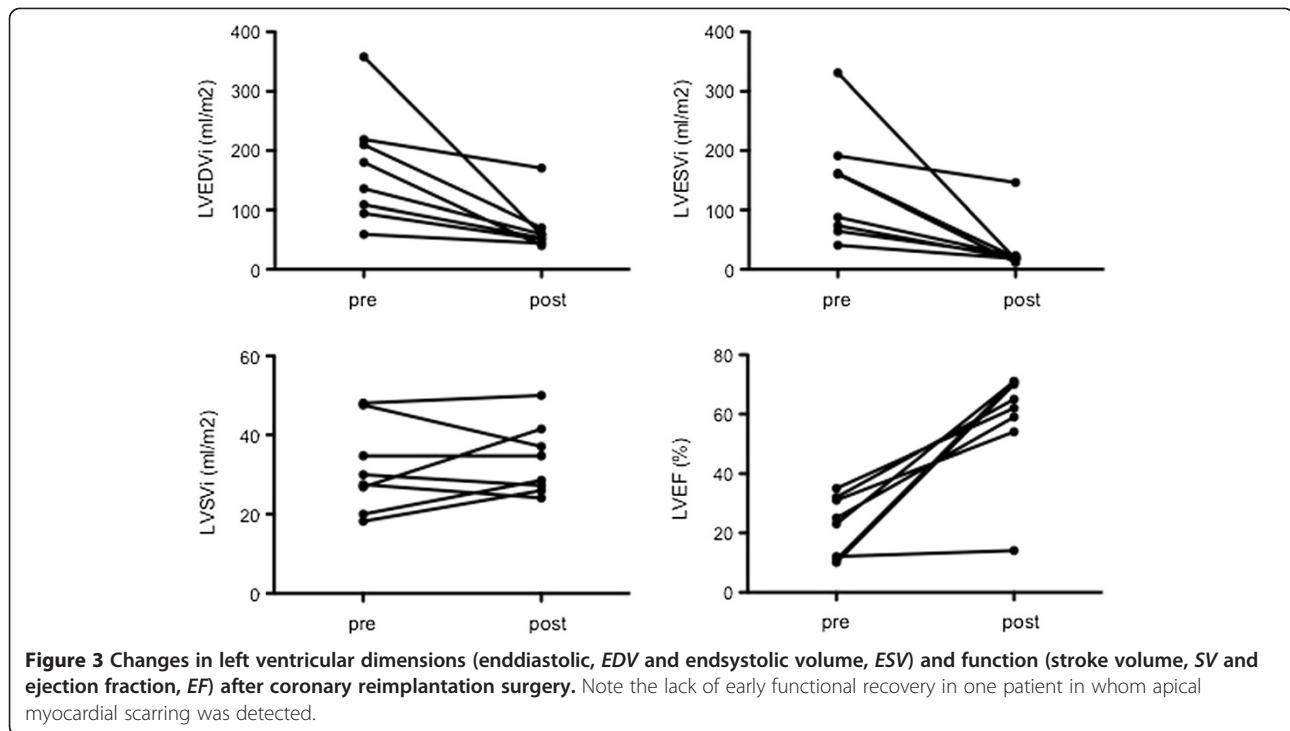 LVEDVi (ml/m2)
400
300
200
100
0
pre
post
LVESVi (ml/m2)
400
300
200
100
0
pre
post
LVSVi (ml/m2)
60
40
20
0
pre
post
LVEF (%)
80
60
40
20
0
pre
post
Figure 3 Changes in left ventricular dimensions (enddiastolic, EDV and endsystolic volume, ESV) and function (stroke volume, SV and
ejection fraction, EF) after coronary reimplantation surgery. Note the lack of early functional recovery in one patient in whom apical
myocardial scarring was detected.